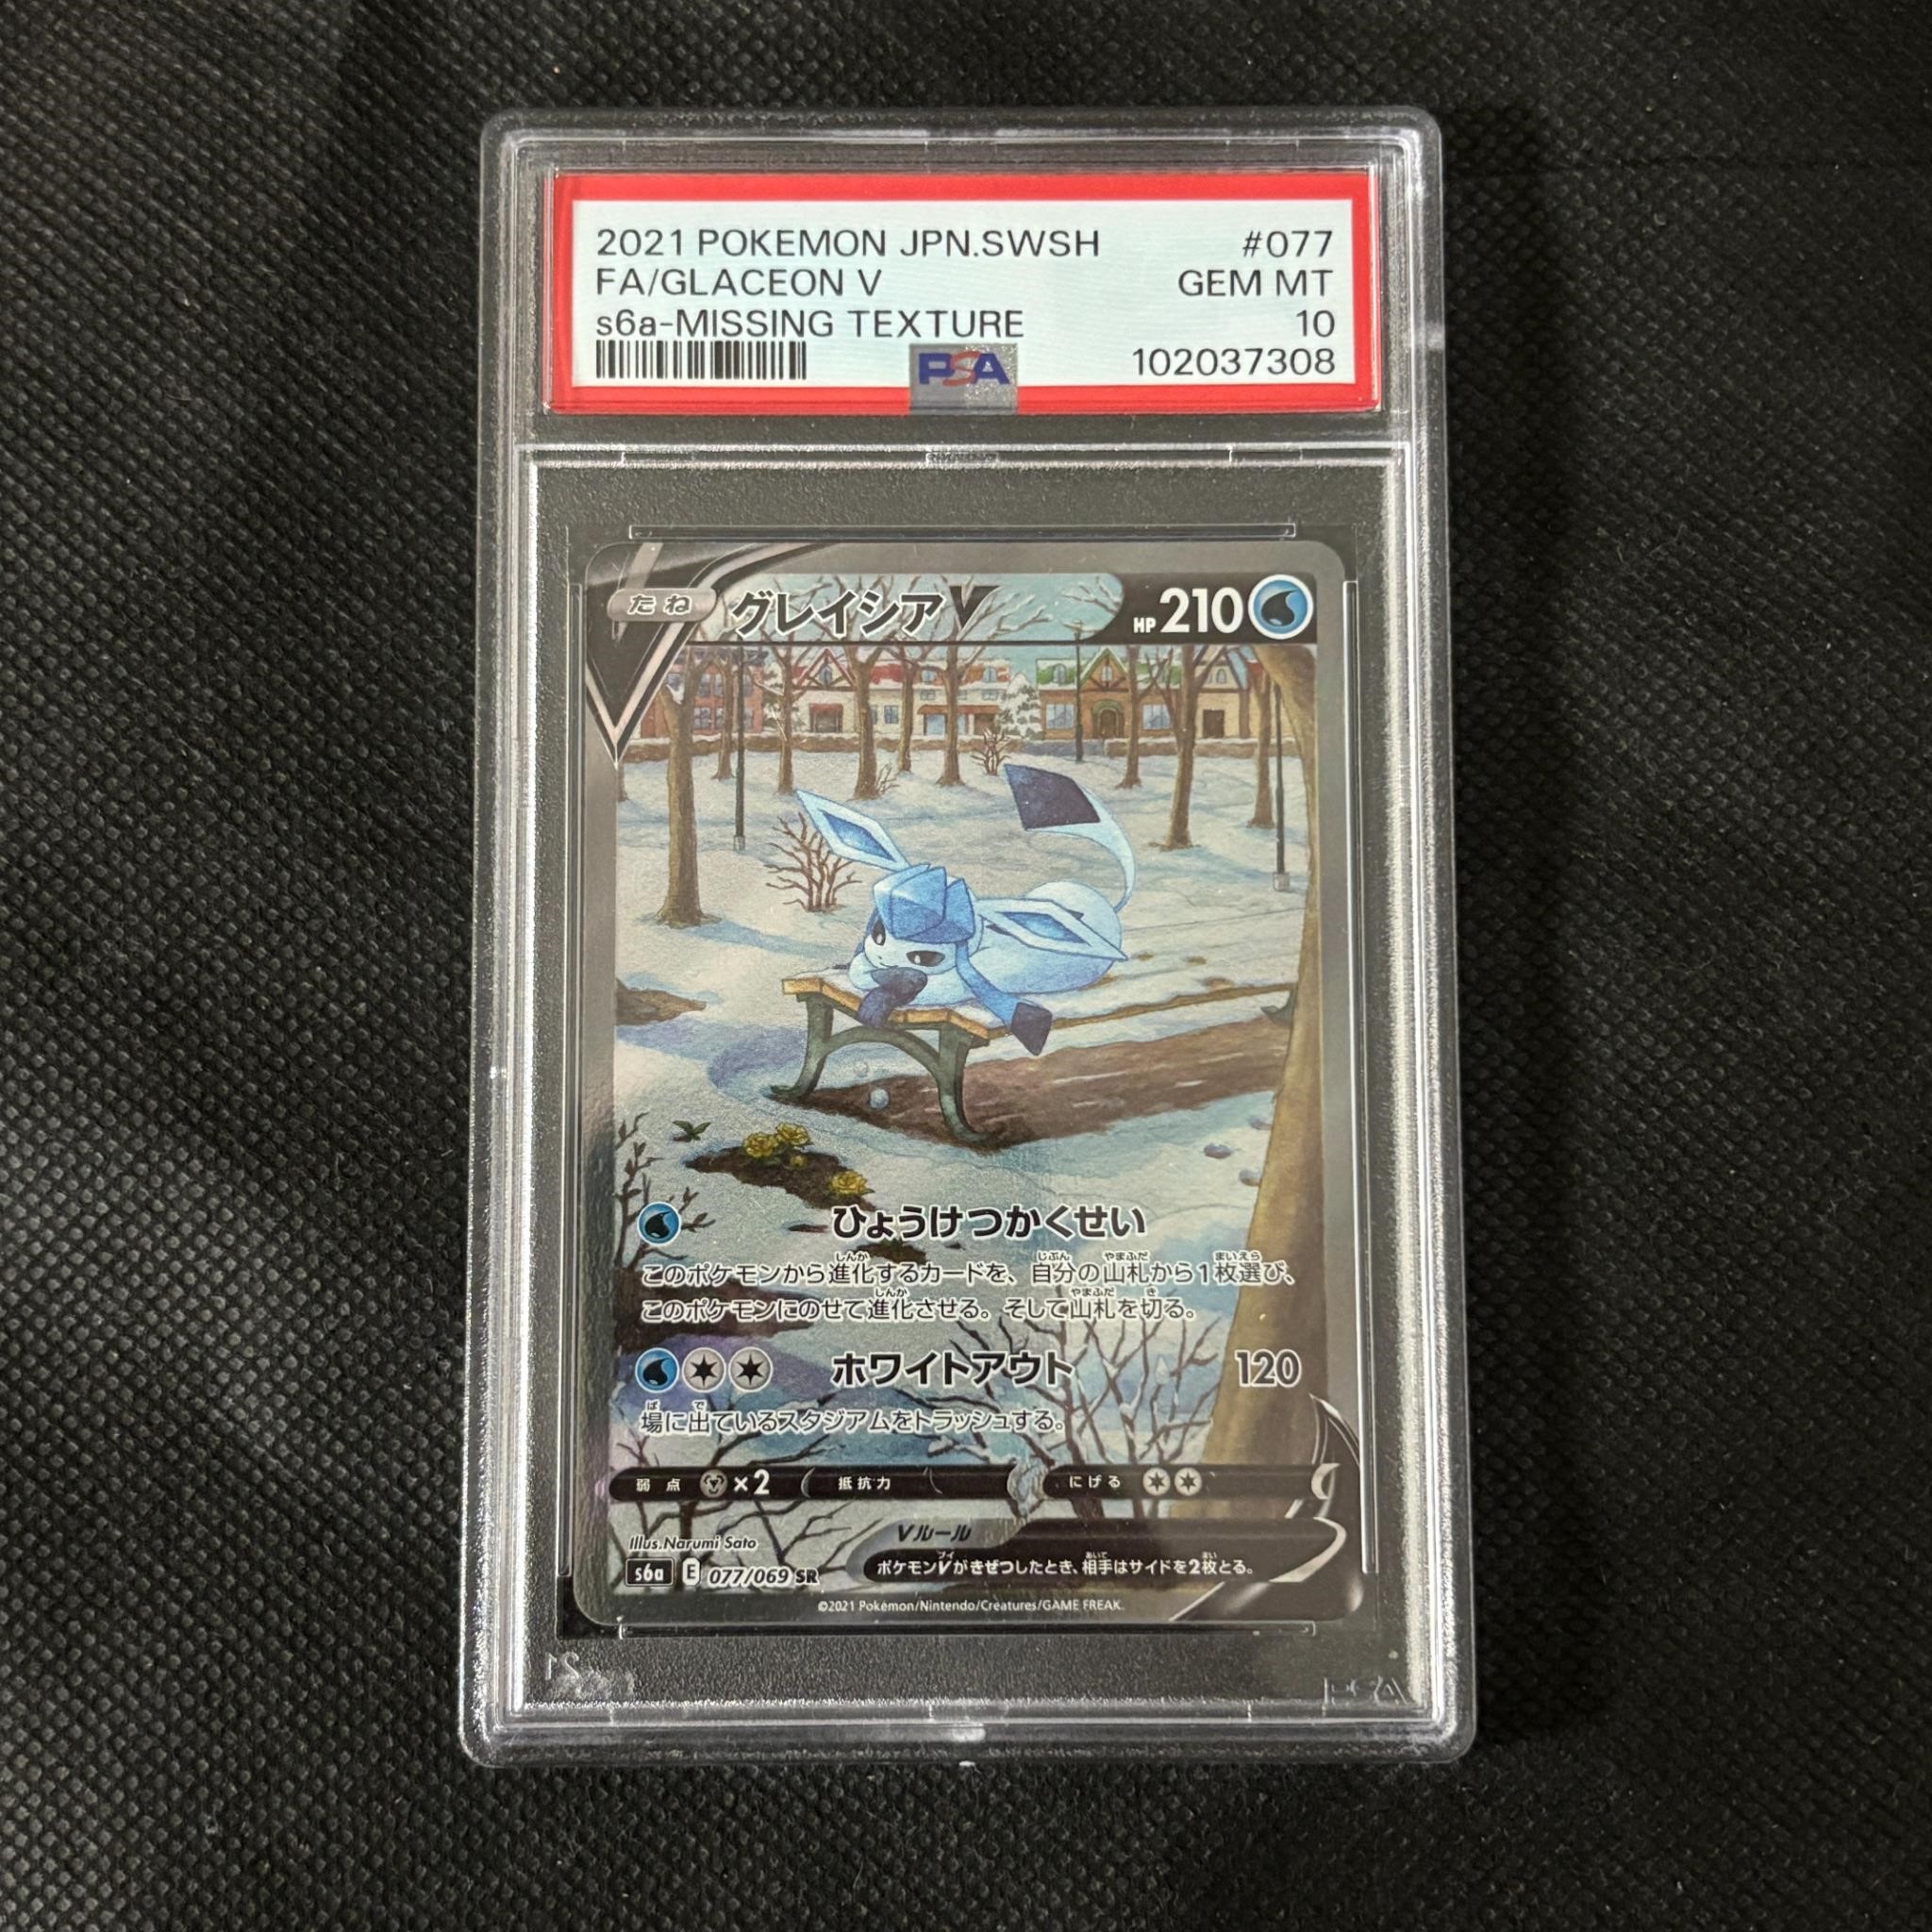 2021 POKEMON JPN.SWSH #077
FA/GLACEON V GEM MT
s6a-MISSING TEXTURE 10
PSA 102037308
たね グレイシアV HP 210
ひょうけつかくせい
このポケモンから進化するカードを、自分の山札から1枚選び、
このポケモンにのせて進化させる。そして山札を切る。
ホワイトアウト 120
場に出ているスタジアムをトラッシュする。
弱点 ×2 抵抗力 にげる
Illus. Narumi Sato Vルール
s6a E 077/069 SR ポケモンVがきぜつしたとき、相手はサイドを2枚とる。
©2021 Pokémon/Nintendo/Creatures/GAME FREAK.
PSA